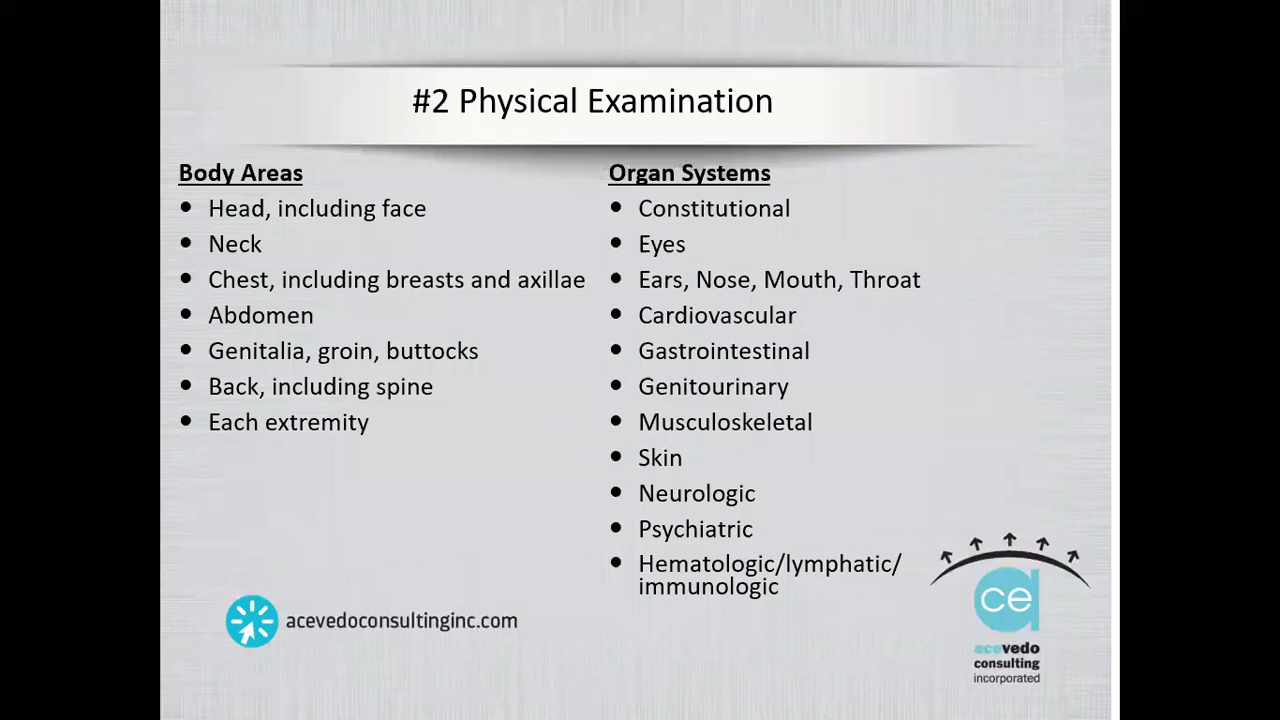 #2 Physical Examination
Body Areas
• Head, including face
• Neck
• Chest, including breasts and axillae
• Abdomen
• Genitalia, groin, buttocks
• Back, including spine
• Each extremity
Organ Systems
• Constitutional
• Eyes
• Ears, Nose, Mouth, Throat
• Cardiovascular
• Gastrointestinal
• Genitourinary
• Musculoskeletal
• Skin
• Neurologic
• Psychiatric
• Hematologic/lymphatic/
immunologic
acevedoconsultinginc.com
ce
acevedo
consulting
incorporated